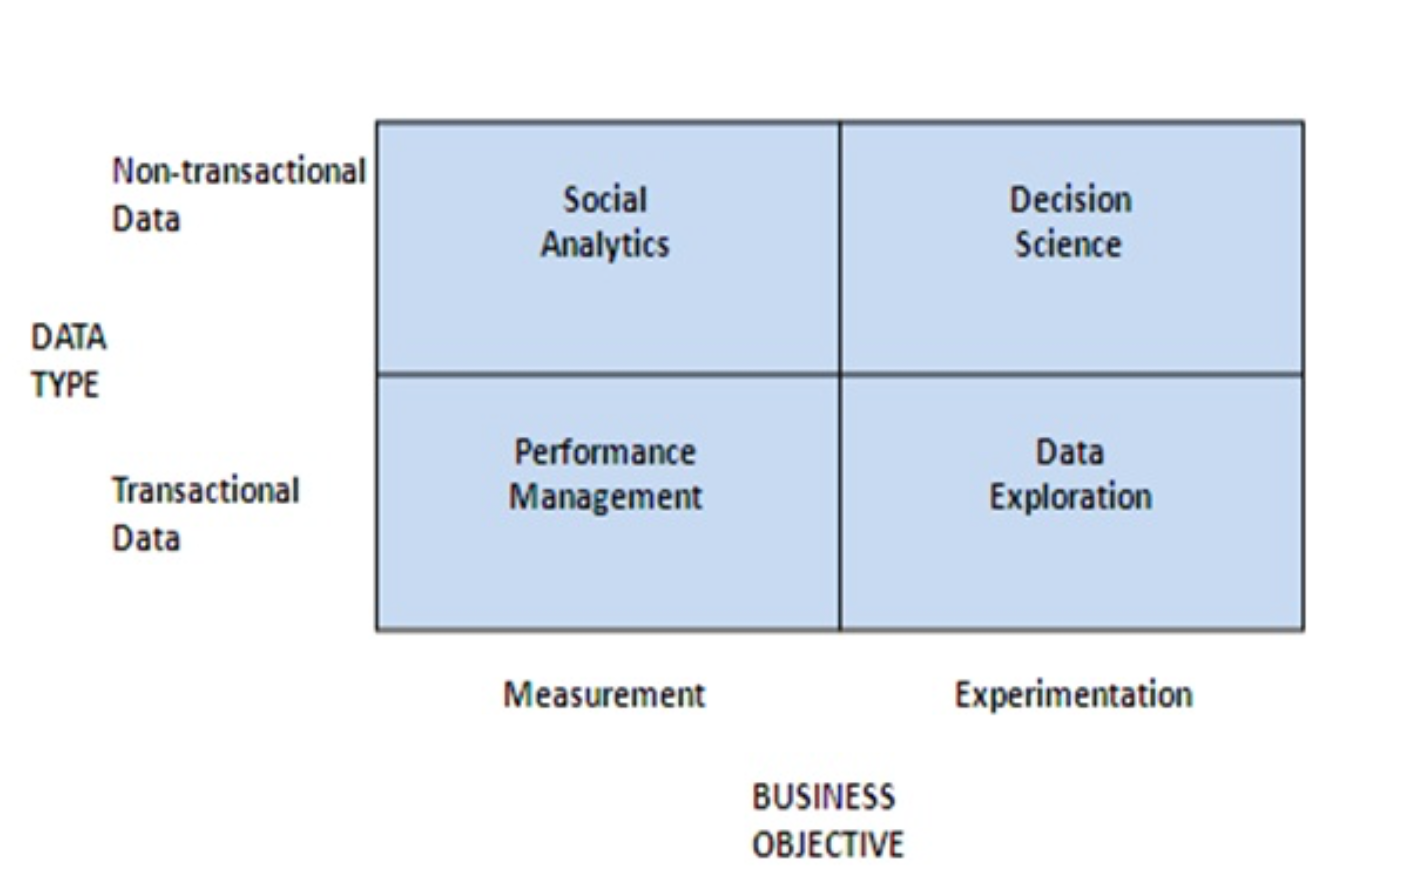 Non-transactional
Data
Social
Analytics
Decision
Science
DATA
TYPE
Transactional
Data
Performance
Management
Data
Exploration
Measurement
Experimentation
BUSINESS
OBJECTIVE